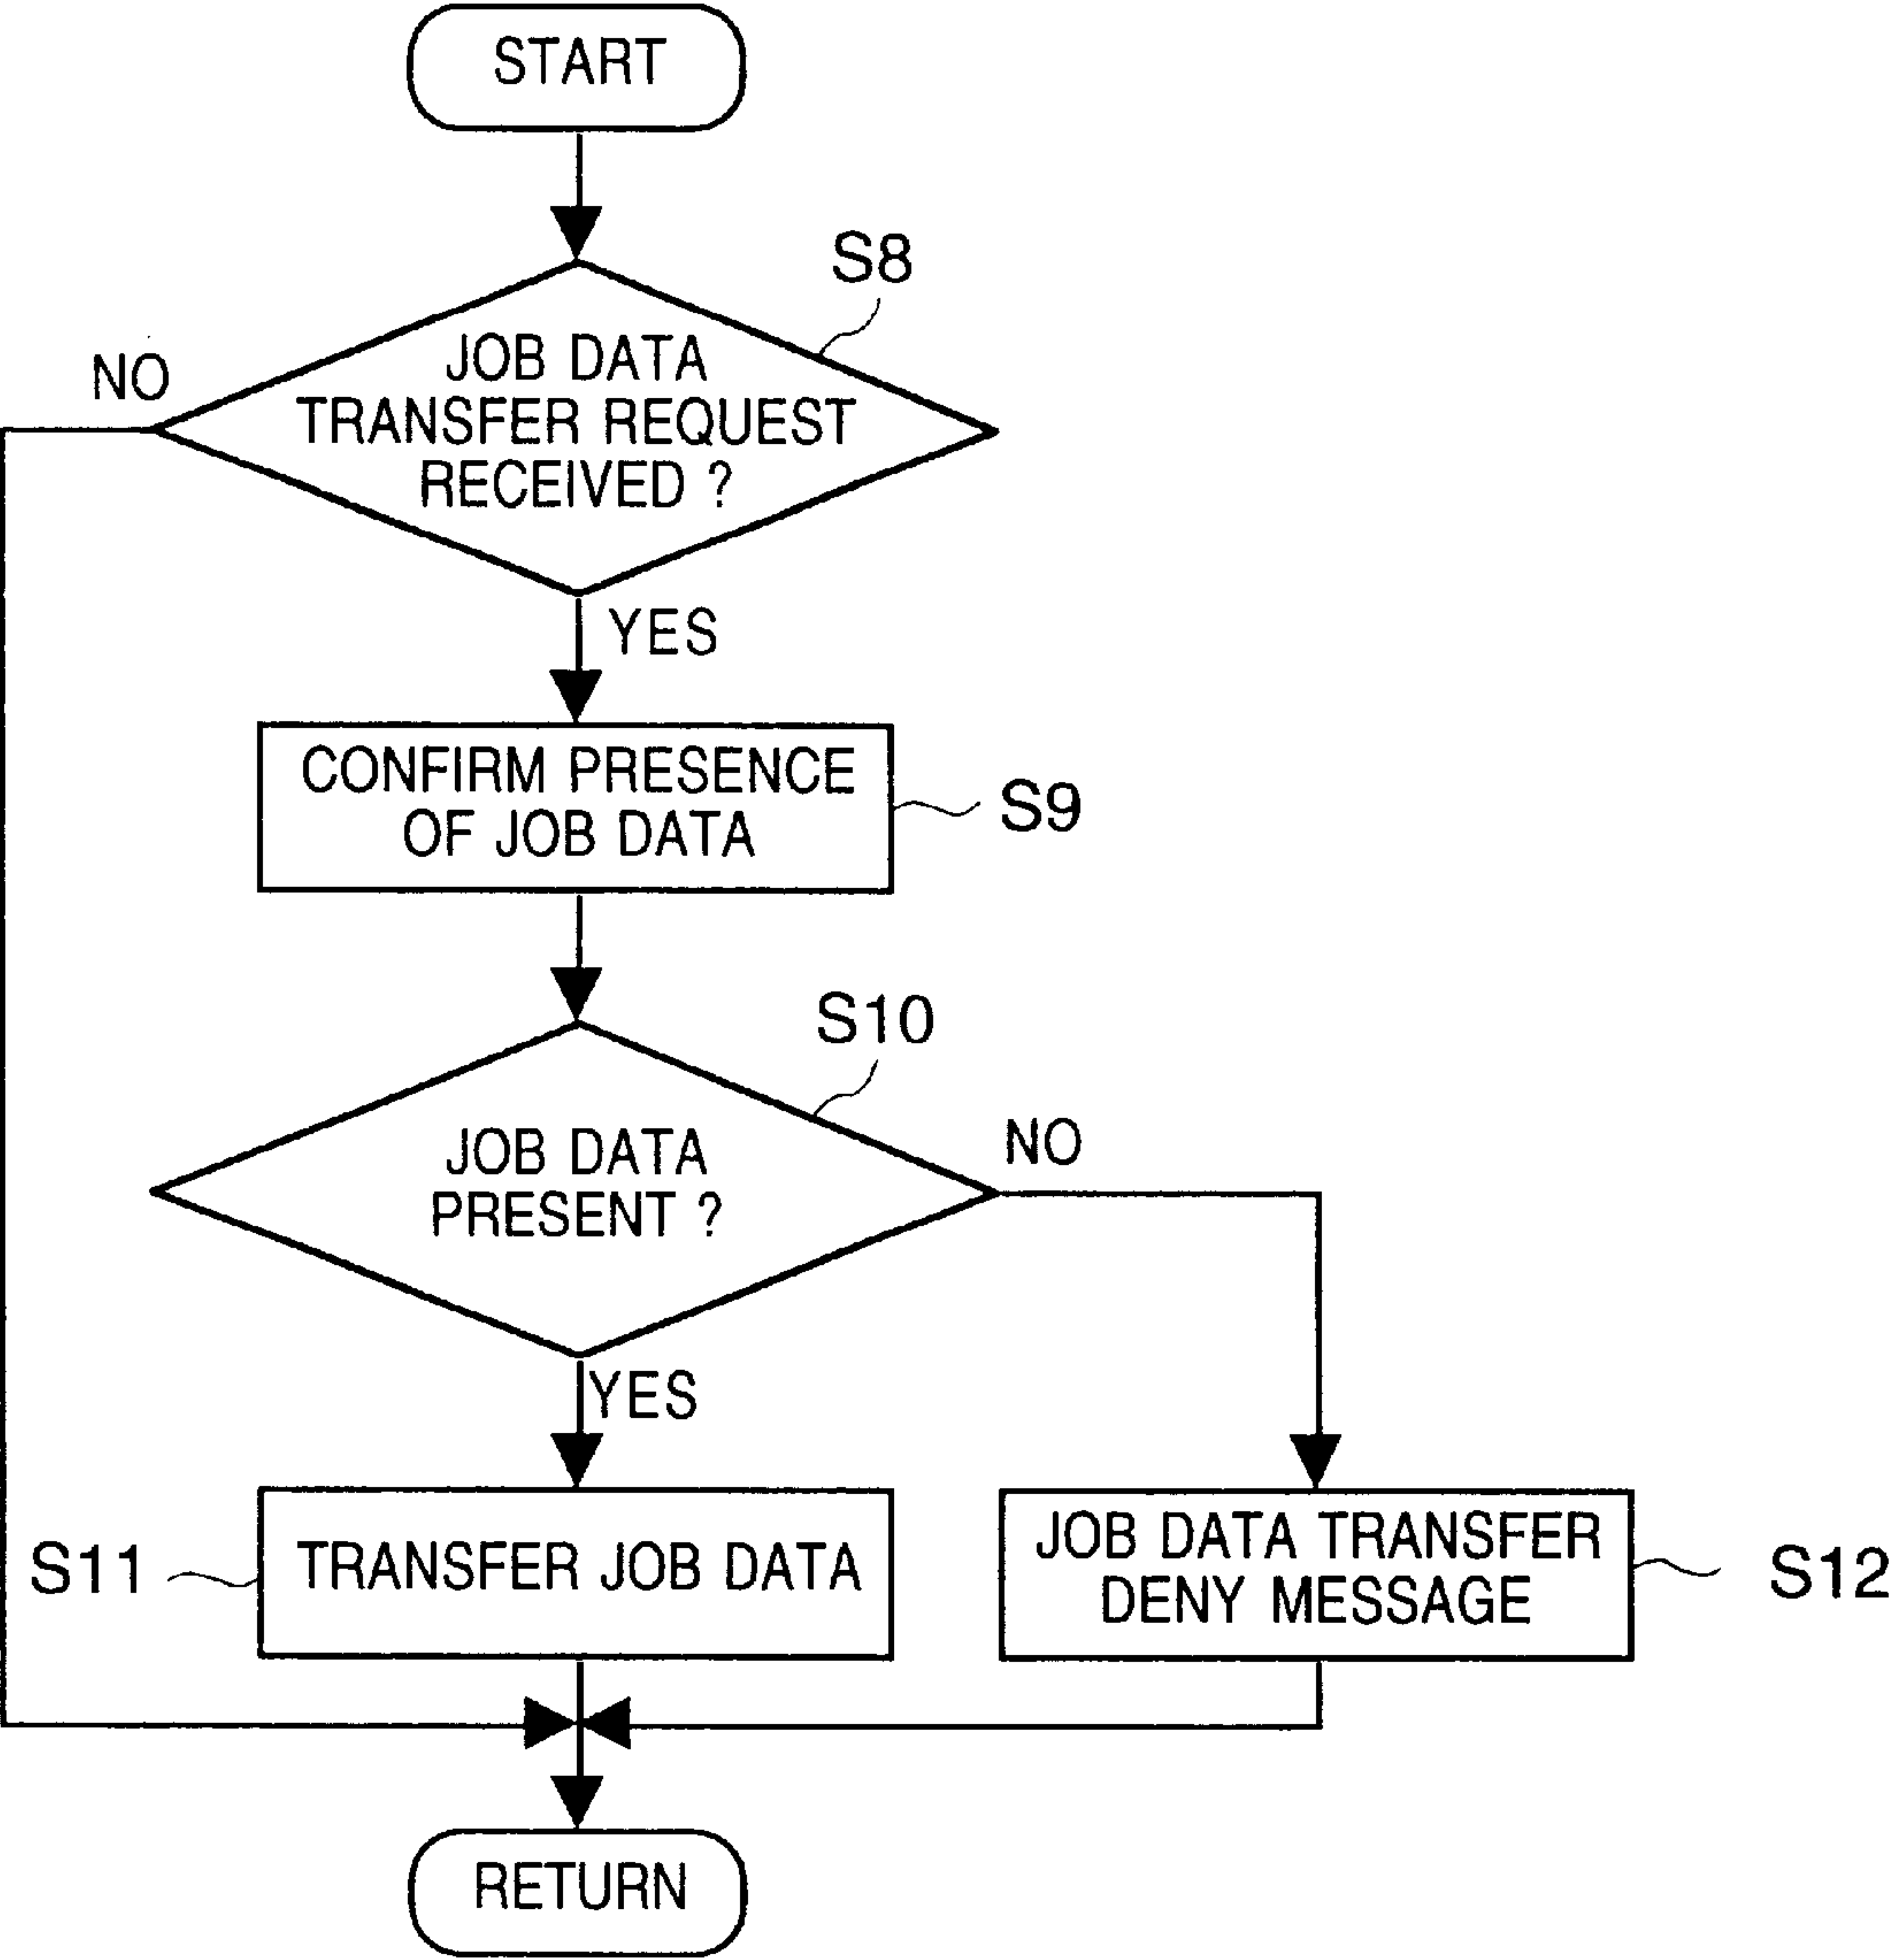 START
S8
NO
JOB DATA
TRANSFER REQUEST
RECEIVED ?
YES
CONFIRM PRESENCE
OF JOB DATA
S9
S10
JOB DATA
PRESENT ?
NO
YES
S11
TRANSFER JOB DATA
JOB DATA TRANSFER
DENY MESSAGE
S12
RETURN